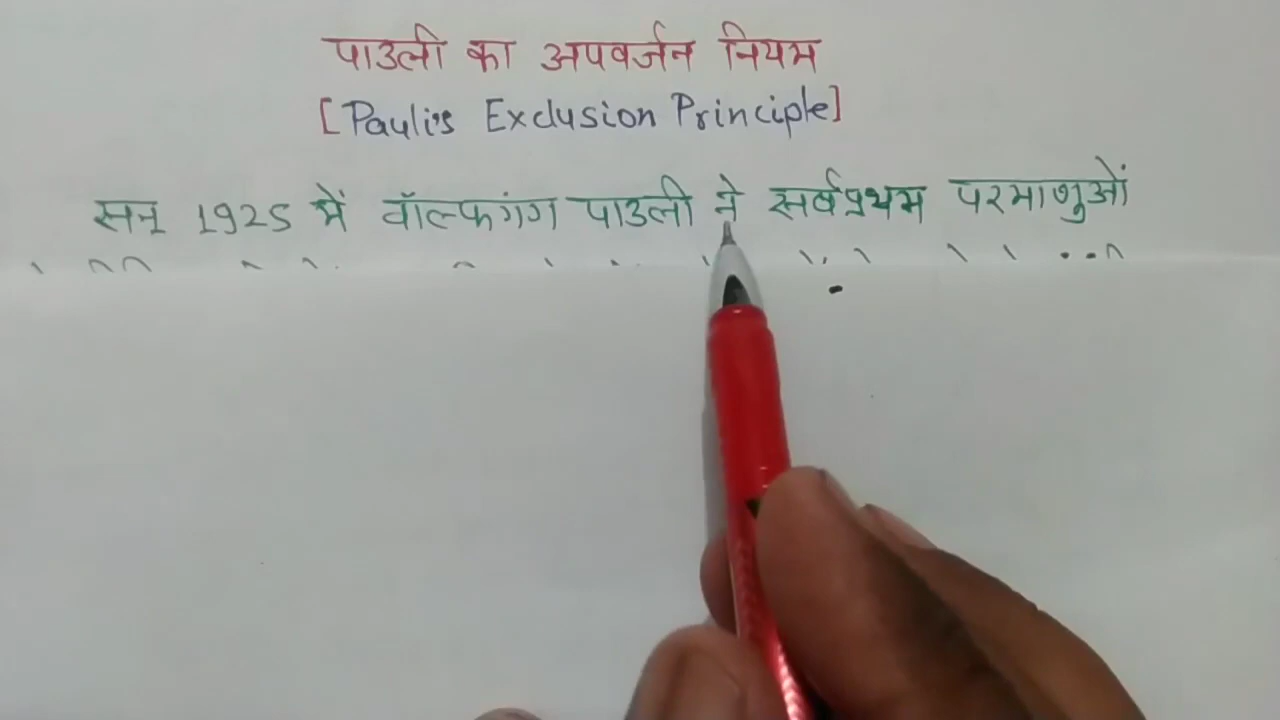 पाउली का अपवर्जन नियम
[Pauli's Exclusion Principle]
सन् 1925 में वॉल्फगंग पाउली ने सर्वप्रथम परमाणुओं